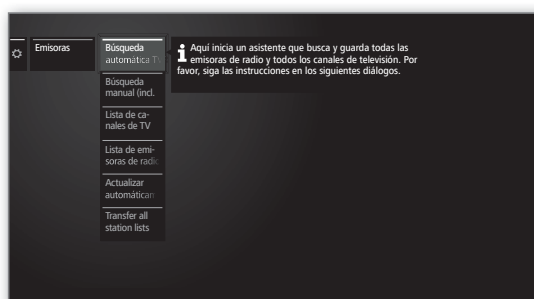 Emisoras
Búsqueda
automática T
Búsqueda
manual (incl.
Lista de ca-
nales de TV
Lista de emi-
soras de radio
Actualizar
automátican
Transfer all
station lists
Aquí inicia un asistente que busca y guarda todas las
emisoras de radio y todos los canales de televisión. Por
favor, siga las instrucciones en los siguientes diálogos.